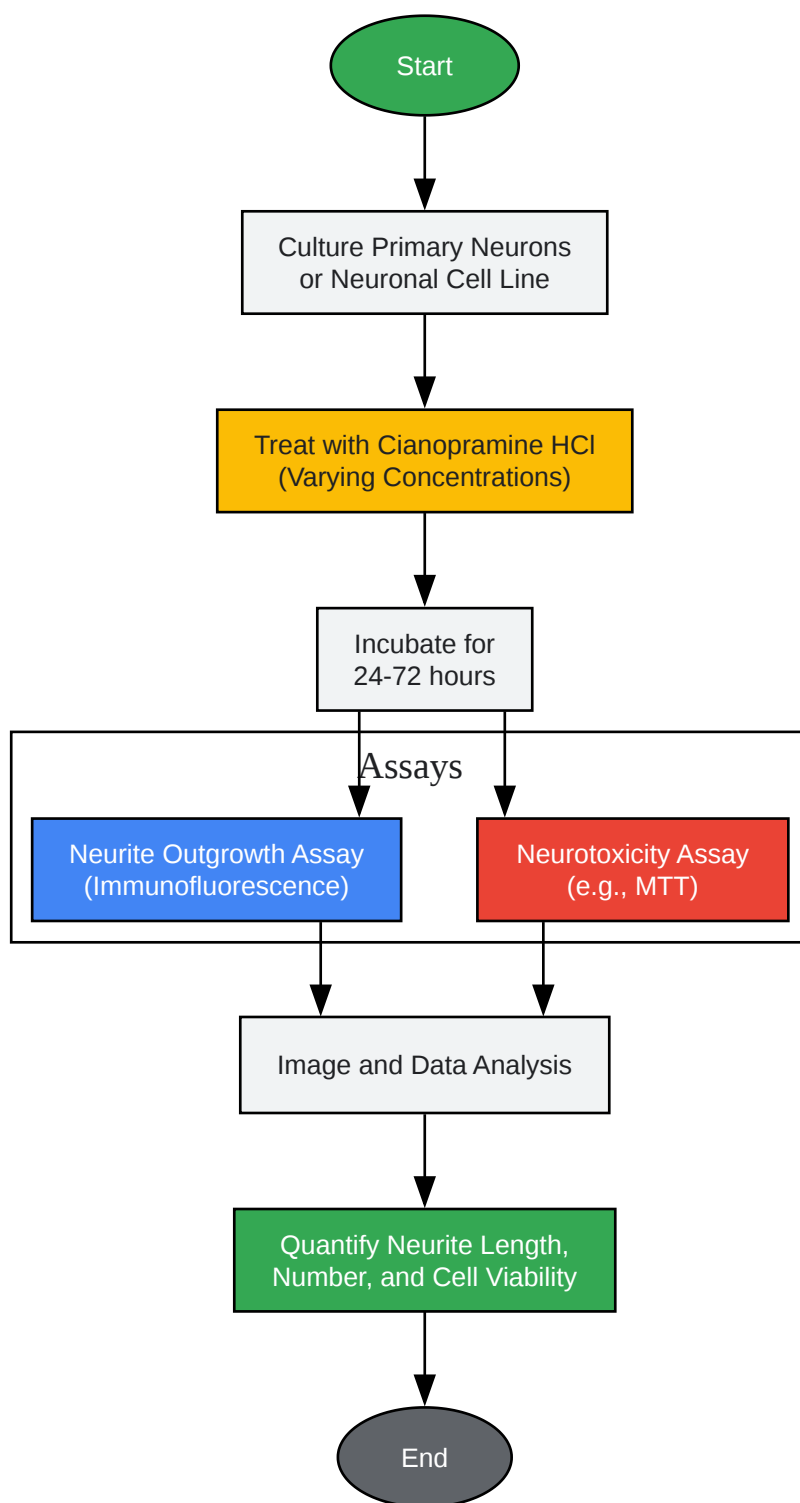 Start
Culture Primary Neurons
or Neuronal Cell Line
Treat with Cianopramine HCl
(Varying Concentrations)
Incubate for
24-72 hours
Assays
Neurite Outgrowth Assay
(Immunofluorescence)
Neurotoxicity Assay
(e.g., MTT)
Image and Data Analysis
Quantify Neurite Length,
Number, and Cell Viability
End